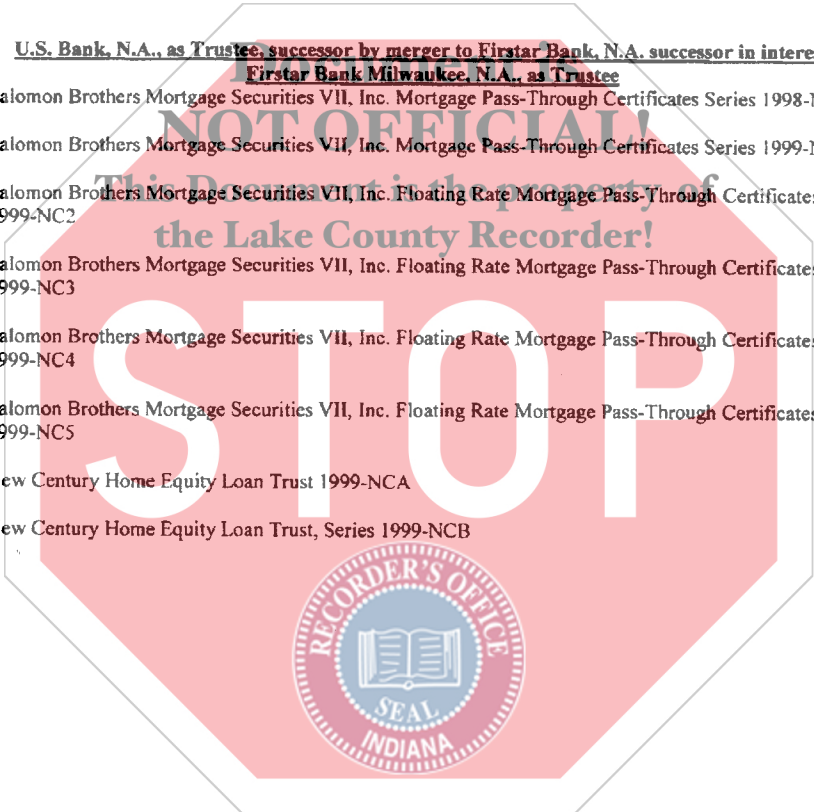 U.S. Bank, N.A., as Trustee, successor by merger to Firstar Bank, N.A. successor in intere
Firstar Bank Milwaukee, N.A., as Trustee
alomon Brothers Mortgage Securities VII, Inc. Mortgage Pass-Through Certificates Series 1998-N
alomon Brothers Mortgage Securities VII, Inc. Mortgage Pass-Through Certificates Series 1999-N
alomon Brothers Mortgage Securities VII, Inc. Floating Rate Mortgage Pass-Through Certificates
999-NC2
alomon Brothers Mortgage Securities VII, Inc. Floating Rate Mortgage Pass-Through Certificates
999-NC3
alomon Brothers Mortgage Securities VII, Inc. Floating Rate Mortgage Pass-Through Certificates
999-NC4
alomon Brothers Mortgage Securities VII, Inc. Floating Rate Mortgage Pass-Through Certificates
999-NC5
ew Century Home Equity Loan Trust 1999-NCA
ew Century Home Equity Loan Trust, Series 1999-NCB
Document is
NOT OFFICIAL!
This Document is the property of
the Lake County Recorder!
STOP
RECORDER'S OFFICE
SEAL
INDIANA